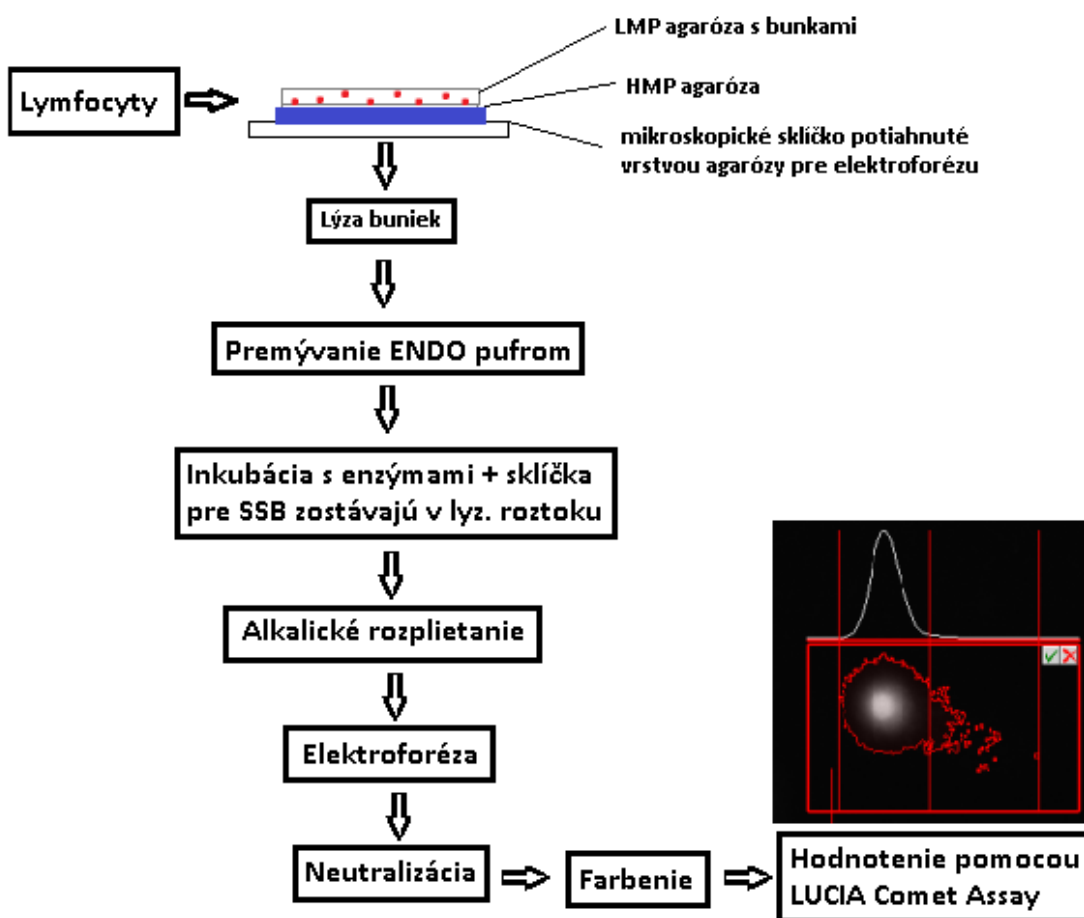 LMP agaróza s bunkami
Lymfocyty
HMP agaróza
mikroskopické sklíčko potiahnuté
vrstvou agarózy pre elektroforézu
Lýza buniek
Premývanie ENDO pufrom
Inkubácia s enzýmami + sklíčka
pre SSB zostávajú v lyz. roztoku
Alkalické rozplietanie
Elektroforéza
Neutralizácia
Farbenie
Hodnotenie pomocou
LUCIA Comet Assay